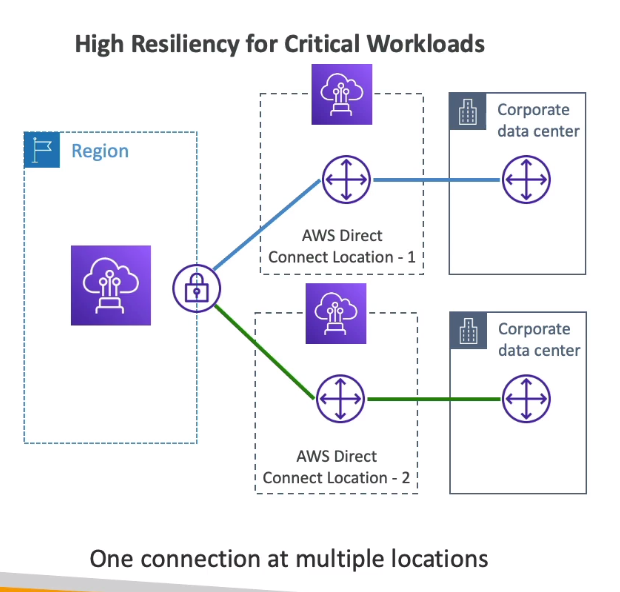 High Resiliency for Critical Workloads
Region
Corporate
data center
AWS Direct
Connect Location - 1
Corporate
data center
AWS Direct
Connect Location - 2
One connection at multiple locations